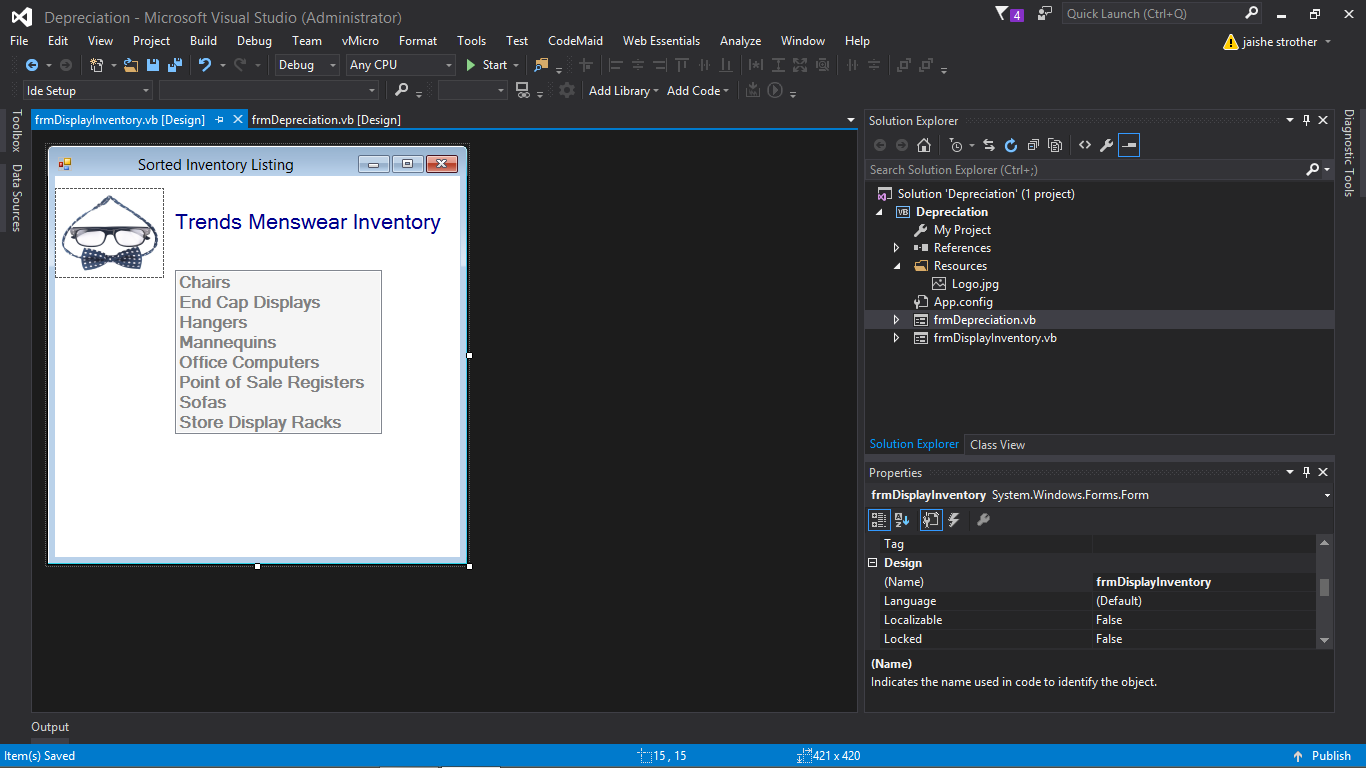 Depreciation - Microsoft Visual Studio (Administrator)
4
Quick Launch (Ctrl+Q)
File Edit View Project Build Debug Team vMicro Format Tools Test CodeMaid Web Essentials Analyze Window Help
jaishe strother
Debug Any CPU Start
Ide Setup Add Library Add Code
Toolbox
Data Sources
frmDisplayInventory.vb [Design] frmDepreciation.vb [Design]
Sorted Inventory Listing
Trends Menswear Inventory
Chairs
End Cap Displays
Hangers
Mannequins
Office Computers
Point of Sale Registers
Sofas
Store Display Racks
Solution Explorer
Search Solution Explorer (Ctrl+;)
Solution 'Depreciation' (1 project)
VB Depreciation
My Project
References
Resources
Logo.jpg
App.config
frmDepreciation.vb
frmDisplayInventory.vb
Solution Explorer Class View
Diagnostic Tools
Properties
frmDisplayInventory System.Windows.Forms.Form
Tag
Design
(Name) frmDisplayInventory
Language (Default)
Localizable False
Locked False
(Name)
Indicates the name used in code to identify the object.
Output
Item(s) Saved 15 , 15 421 x 420 Publish